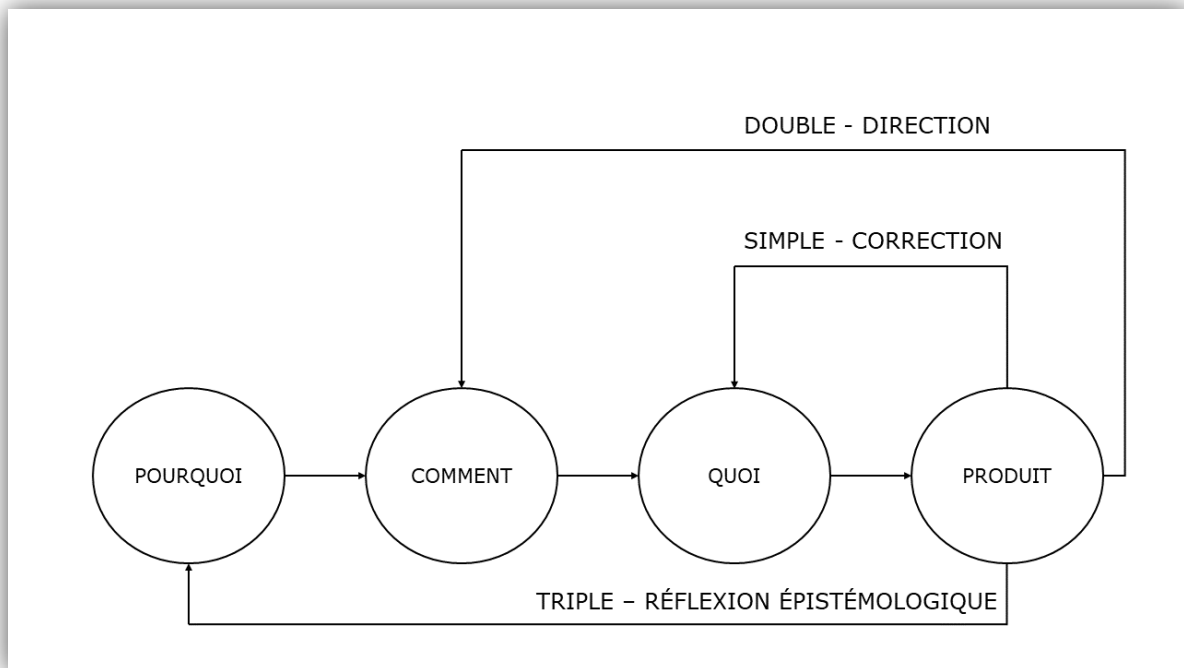 DOUBLE - DIRECTION
SIMPLE - CORRECTION
POURQUOI
COMMENT
QUOI
PRODUIT
TRIPLE – RÉFLEXION ÉPISTÉMOLOGIQUE